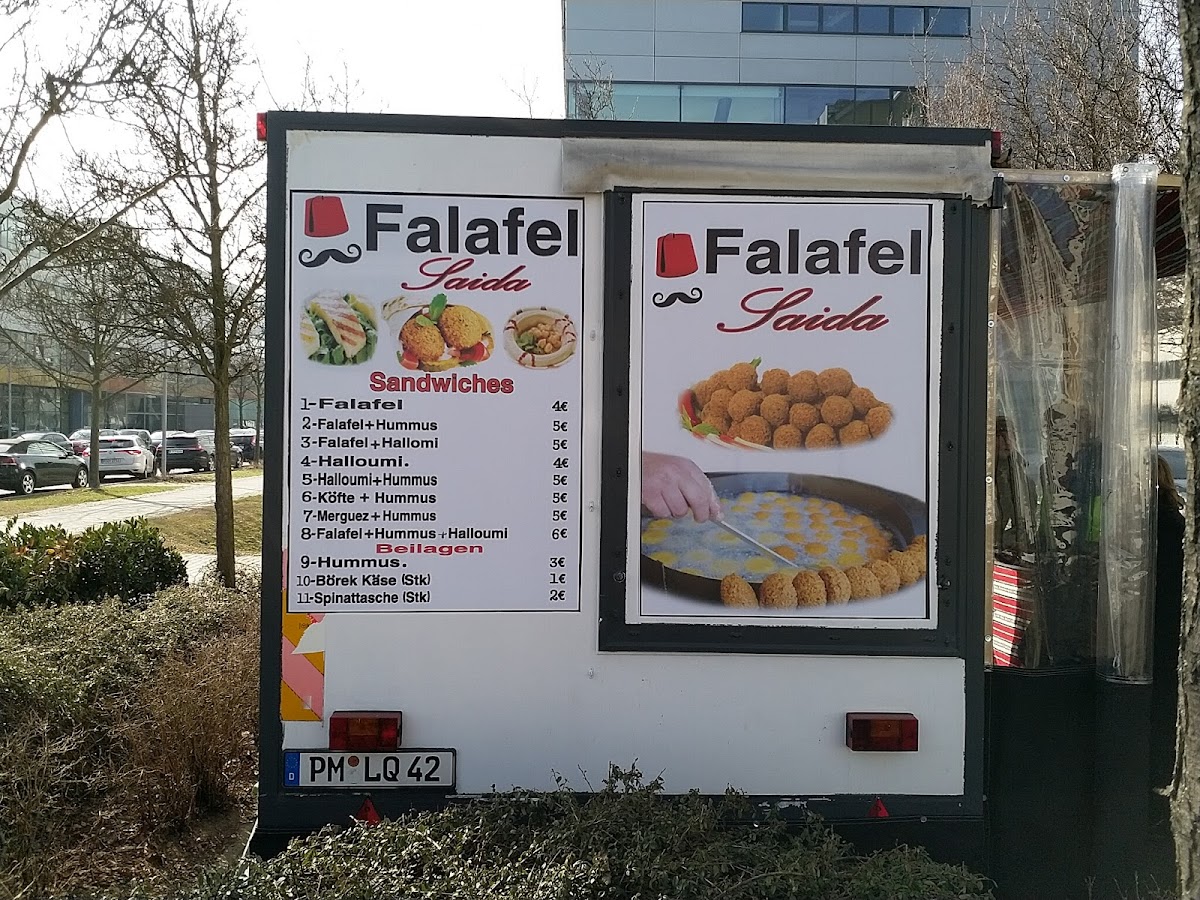 Falafel
Saida
Sandwiches
1-Falafel 4€
2-Falafel+Hummus 5€
3-Falafel+Hallomi 5€
4-Halloumi. 4€
5-Halloumi+Hummus 5€
6-Köfte + Hummus 5€
7-Merguez+Hummus 5€
8-Falafel+Hummus+Halloumi 6€
Beilagen
9-Hummus. 3€
10-Börek Käse (Stk) 1€
11-Spinattasche (Stk) 2€
Falafel
Saida
PM LQ 42